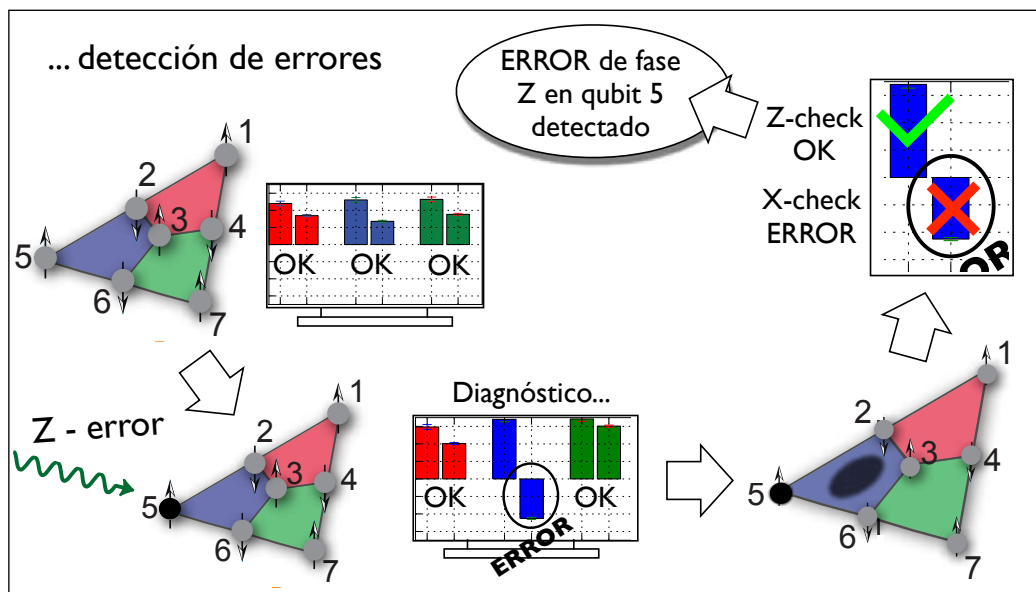 ... detección de errores
1
2
3
4
5
6
7
OK OK OK
ERROR de fase
Z en qubit 5
detectado
Z-check
OK
X-check
ERROR
OR
Z - error
1
2
3
4
5
6
7
Diagnóstico...
OK OK
ERROR
1
2
3
4
5
6
7